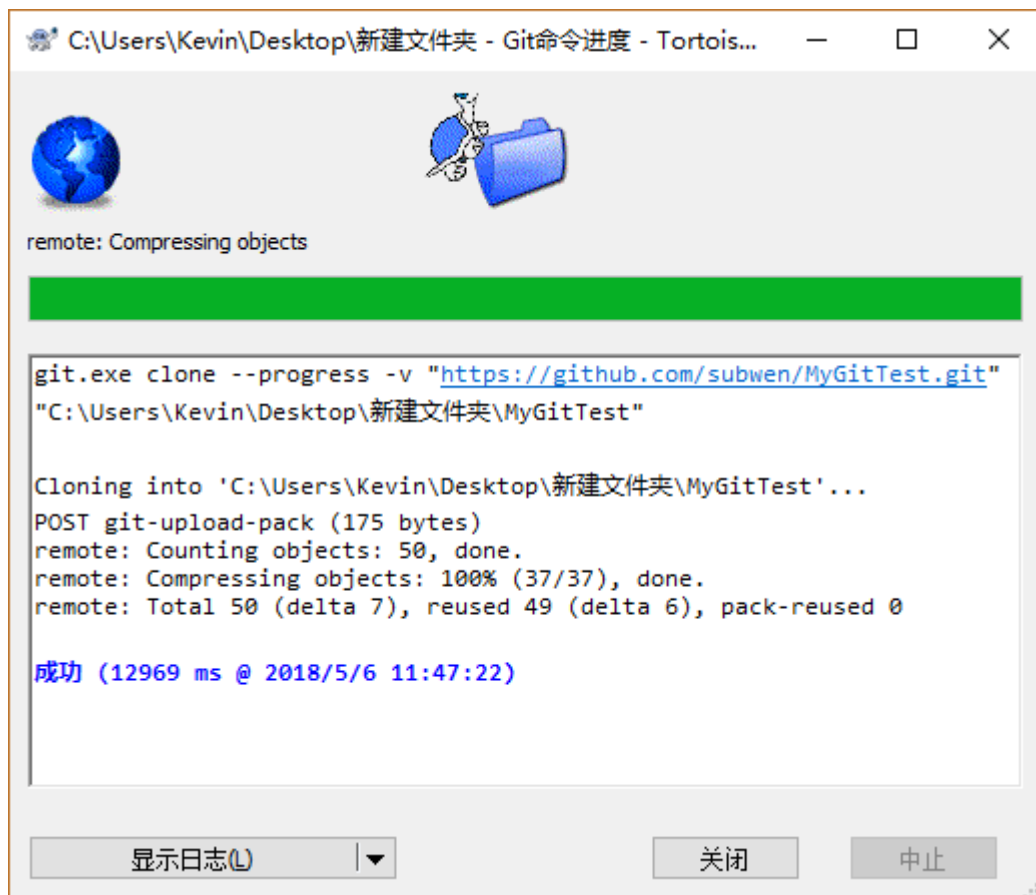 C:\Users\Kevin\Desktop\新建文件夹 - Git命令进度 - Tortois...
remote: Compressing objects
git.exe clone --progress -v "https://github.com/subwen/MyGitTest.git"
"C:\Users\Kevin\Desktop\新建文件夹\MyGitTest"
Cloning into 'C:\Users\Kevin\Desktop\新建文件夹\MyGitTest'...
POST git-upload-pack (175 bytes)
remote: Counting objects: 50, done.
remote: Compressing objects: 100% (37/37), done.
remote: Total 50 (delta 7), reused 49 (delta 6), pack-reused 0
成功 (12969 ms @ 2018/5/6 11:47:22)
显示日志(L)
关闭
中止